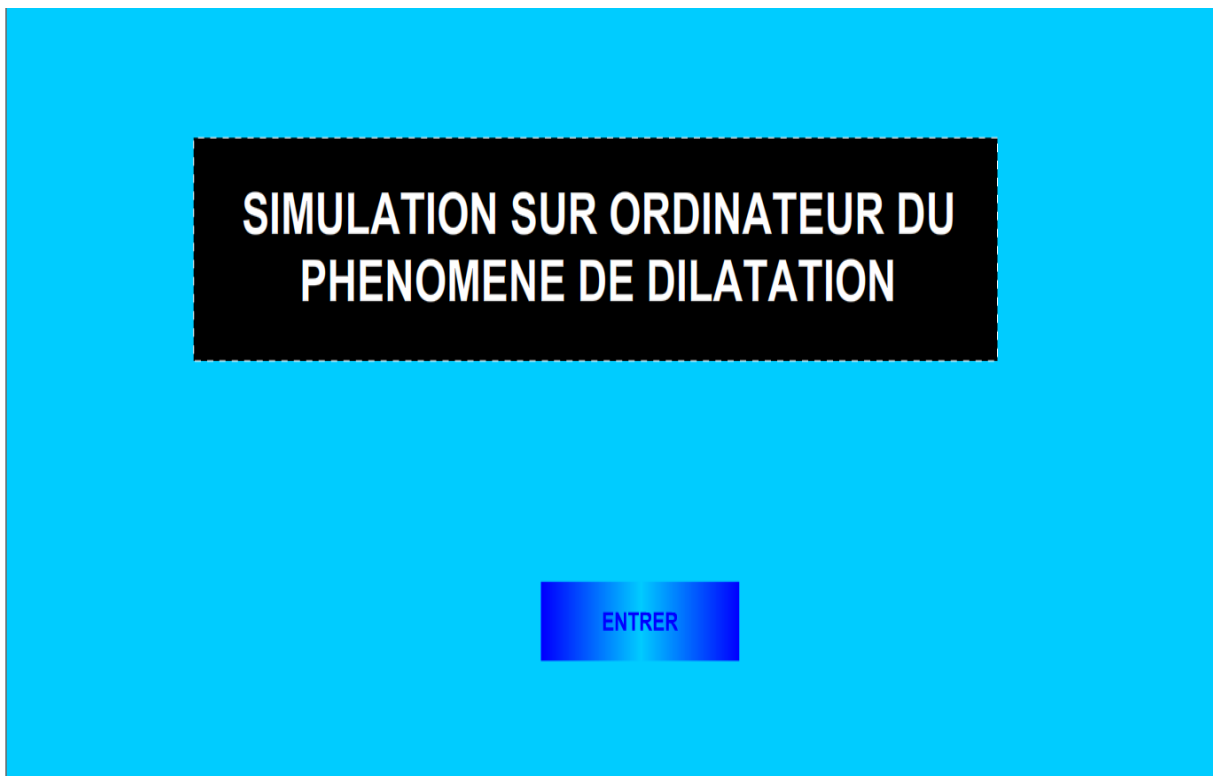 SIMULATION SUR ORDINATEUR DU
PHENOMENE DE DILATATION
ENTRER